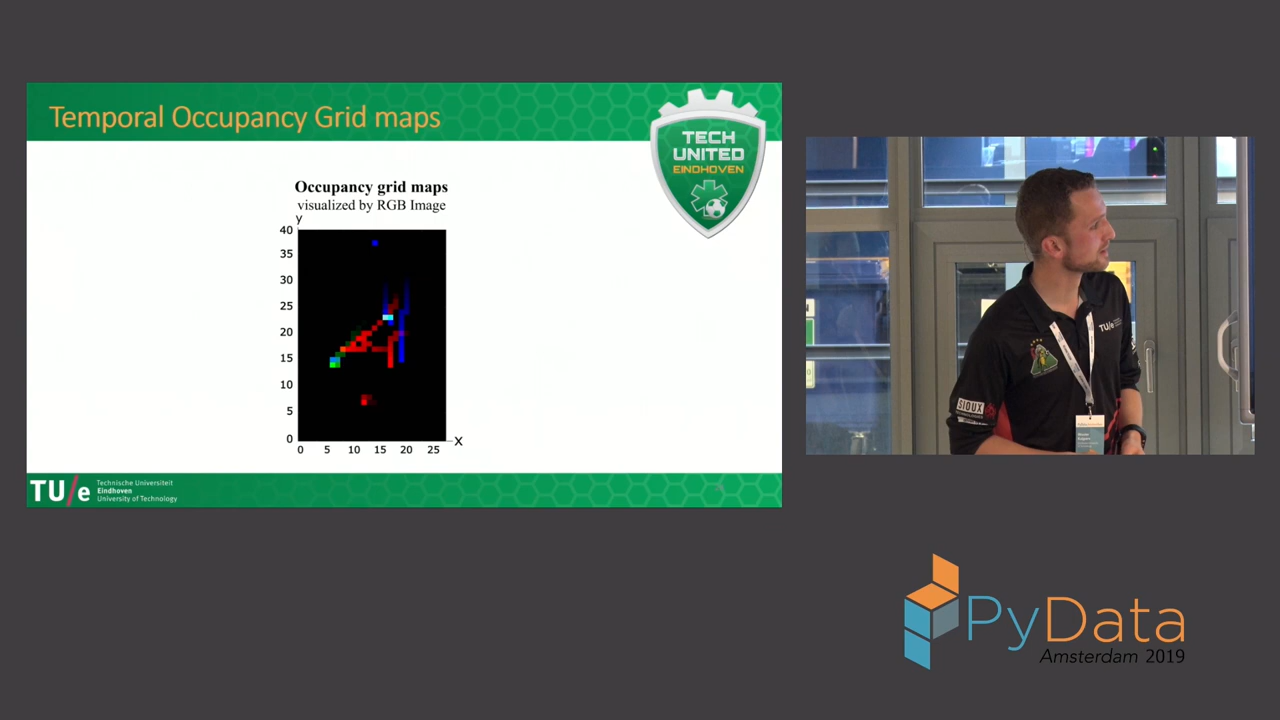 Temporal Occupancy Grid maps
TECH
UNITED
EINDHOVEN
Occupancy grid maps
visualized by RGB Image
y
40
35
30
25
20
15
10
5
0
0 5 10 15 20 25
x
TU/e
Technische Universiteit
Eindhoven
University of Technology
TU/e
SIOUX
PyData
Amsterdam 2019